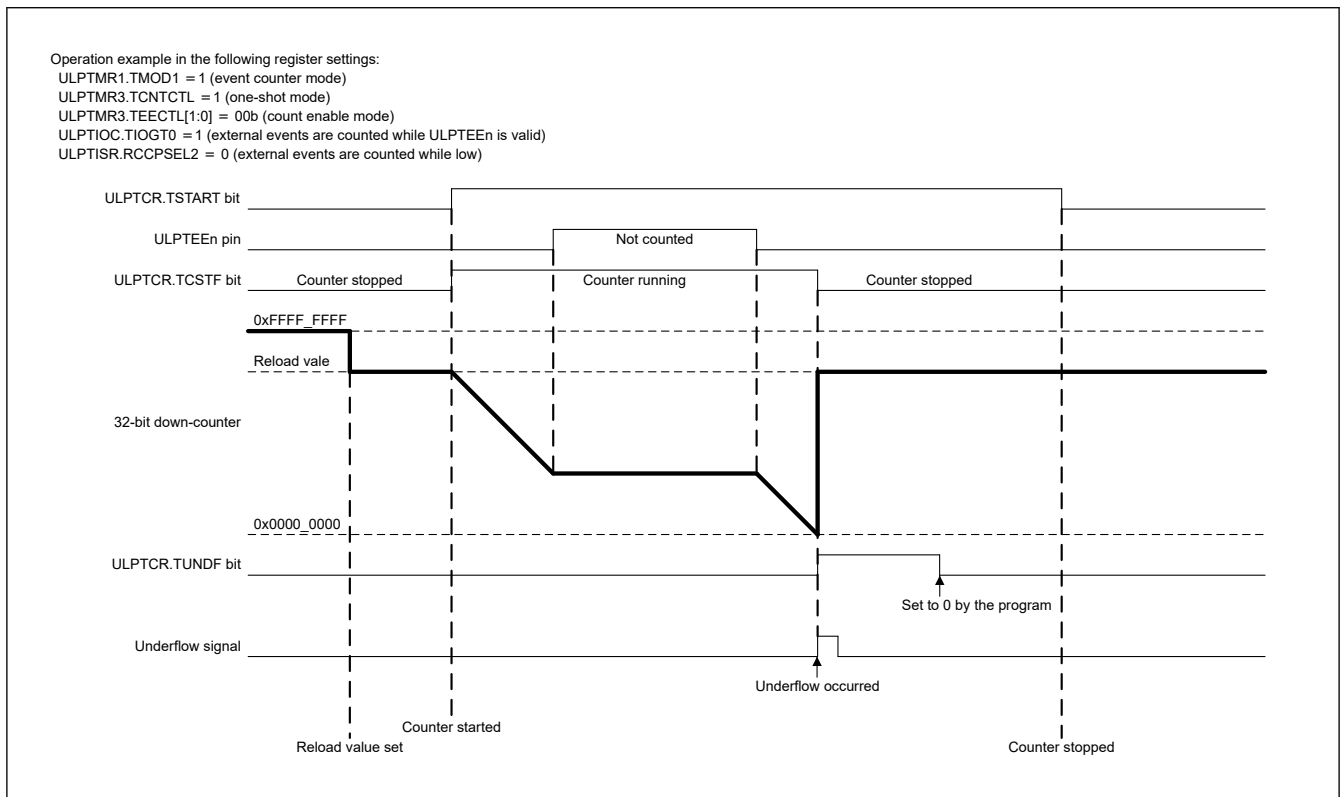 Operation example in the following register settings:
ULPTMR1.TMOD1 = 1 (event counter mode)
ULPTMR3.TCNTCTL = 1 (one-shot mode)
ULPTMR3.TEECTL[1:0] = 00b (count enable mode)
ULPTIOC.TIOGT0 = 1 (external events are counted while ULPTEEn is valid)
ULPTISR.RCCPSEL2 = 0 (external events are counted while low)
ULPTCR.TSTART bit
ULPTEEn pin
Not counted
ULPTCR.TCSTF bit
Counter stopped
Counter running
Counter stopped
0xFFFF_FFFF
Reload vale
32-bit down-counter
0x0000_0000
ULPTCR.TUNDF bit
Set to 0 by the program
Underflow signal
Underflow occurred
Counter started
Reload value set
Counter stopped